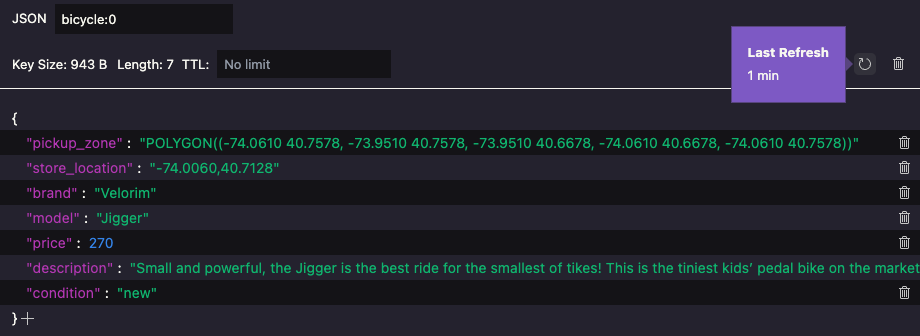 JSON bicycle:0
Last Refresh
Key Size: 943 B Length: 7 TTL: No limit
1 min
{
"pickup_zone" : "POLYGON((-74.0610 40.7578, -73.9510 40.7578, -73.9510 40.6678, -74.0610 40.6678, -74.0610 40.7578))"
"store_location" : "-74.0060,40.7128"
"brand" : "Velorim"
"model" : "Jigger"
"price" : 270
"description" : "Small and powerful, the Jigger is the best ride for the smallest of tikes! This is the tiniest kids’ pedal bike on the market
"condition" : "new"
}